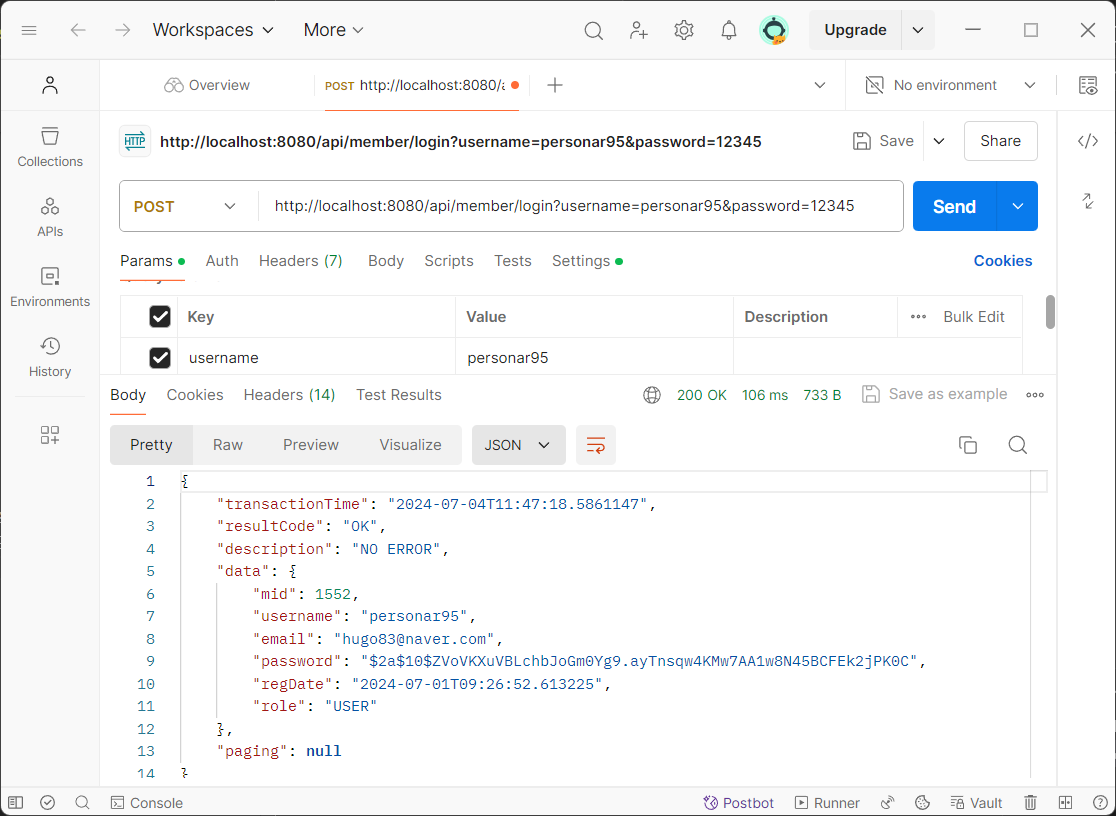 Workspaces More Upgrade
Overview POST http://localhost:8080/a No environment
HTTP http://localhost:8080/api/member/login?username=personar95&password=12345 Save Share
Collections
POST http://localhost:8080/api/member/login?username=personar95&password=12345 Send
APIs
Params Auth Headers (7) Body Scripts Tests Settings Cookies
Environments
Key Value Description Bulk Edit
username personar95
History
Body Cookies Headers (14) Test Results 200 OK 106 ms 733 B Save as example
Pretty Raw Preview Visualize JSON
1 {
2 "transactionTime": "2024-07-04T11:47:18.5861147",
3 "resultCode": "OK",
4 "description": "NO ERROR",
5 "data": {
6 "mid": 1552,
7 "username": "personar95",
8 "email": "hugo83@naver.com",
9 "password": "$2a$10$ZVoVKXuVBLchbJoGm0Yg9.ayTnsqw4KMw7AA1w8N45BCFEk2jPK0C",
10 "regDate": "2024-07-01T09:26:52.613225",
11 "role": "USER"
12 },
13 "paging": null
14 }
Console Postbot Runner Vault